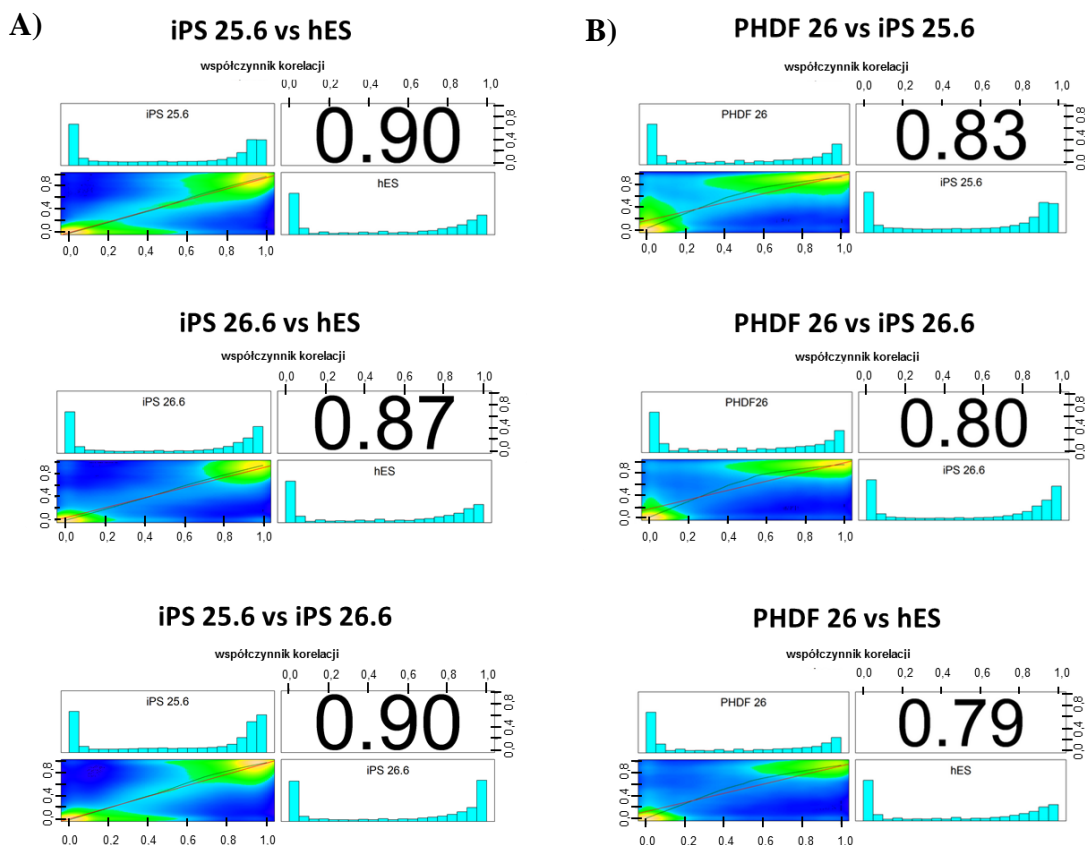 A)
iPS 25.6 vs hES
współczynnik korelacji
0,0 0,2 0,4 0,6 0,8 1,0
iPS 25.6
0.90
0,0 0,4 0,8
0,0 0,4 0,8
hES
0,0 0,2 0,4 0,6 0,8 1,0
iPS 26.6 vs hES
współczynnik korelacji
0,0 0,2 0,4 0,6 0,8 1,0
iPS 26.6
0.87
0,0 0,4 0,8
0,0 0,4 0,8
hES
0,0 0,2 0,4 0,6 0,8 1,0
iPS 25.6 vs iPS 26.6
współczynnik korelacji
0,0 0,2 0,4 0,6 0,8 1,0
iPS 25.6
0.90
0,0 0,4 0,8
0,0 0,4 0,8
iPS 26.6
0,0 0,2 0,4 0,6 0,8 1,0
B)
PHDF 26 vs iPS 25.6
współczynnik korelacji
0,0 0,2 0,4 0,6 0,8 1,0
PHDF 26
0.83
0,0 0,4 0,8
0,0 0,4 0,8
iPS 25.6
0,0 0,2 0,4 0,6 0,8 1,0
PHDF 26 vs iPS 26.6
współczynnik korelacji
0,0 0,2 0,4 0,6 0,8 1,0
PHDF26
0.80
0,0 0,4 0,8
0,0 0,4 0,8
iPS 26.6
0,0 0,2 0,4 0,6 0,8 1,0
PHDF 26 vs hES
współczynnik korelacji
0,0 0,2 0,4 0,6 0,8 1,0
PHDF 26
0.79
0,0 0,4 0,8
0,0 0,4 0,8
hES
0,0 0.2 0,4 0,6 0,8 1,0